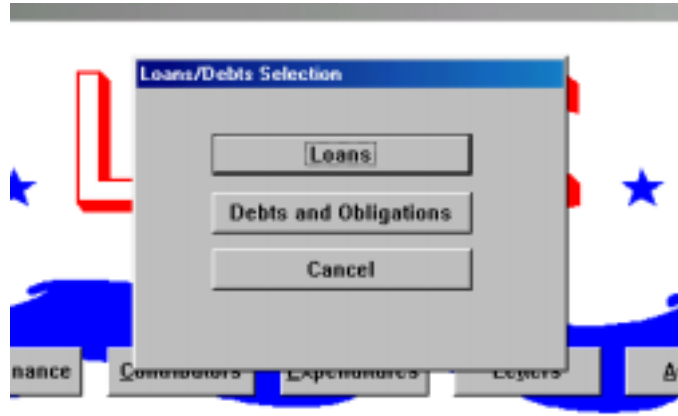 Loans/Debts Selection
L
Loans
Debts and Obligations
Cancel
nance Contributors Expenditures Letters A